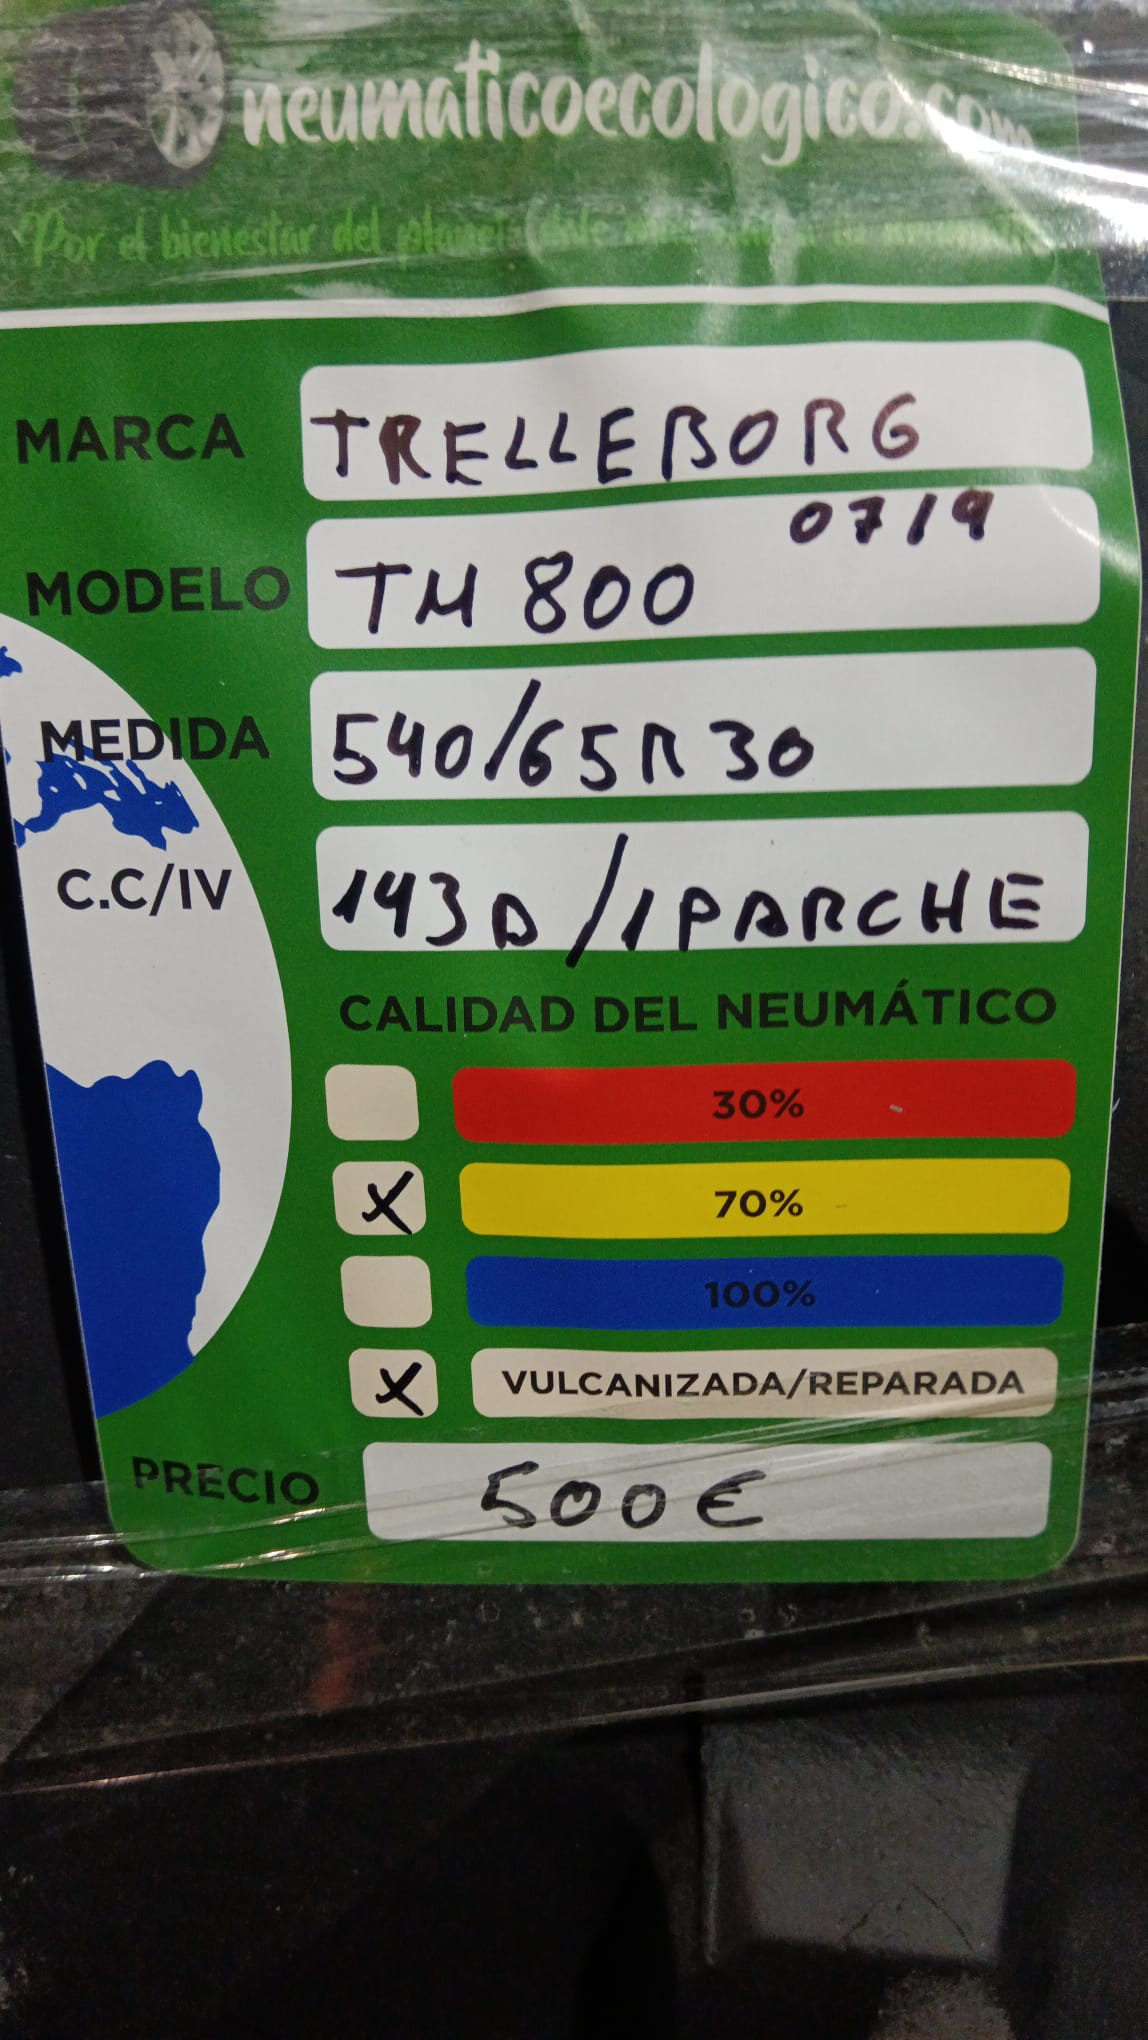 neumaticoecologico.com
Por el bienestar del planeta
MARCA TRELLEBORG
0719
MODELO TM 800
MEDIDA 540/65R30
C.C/IV 143D/1PARCHE
CALIDAD DEL NEUMÁTICO
30%
X 70%
100%
X VULCANIZADA/REPARADA
PRECIO 500€